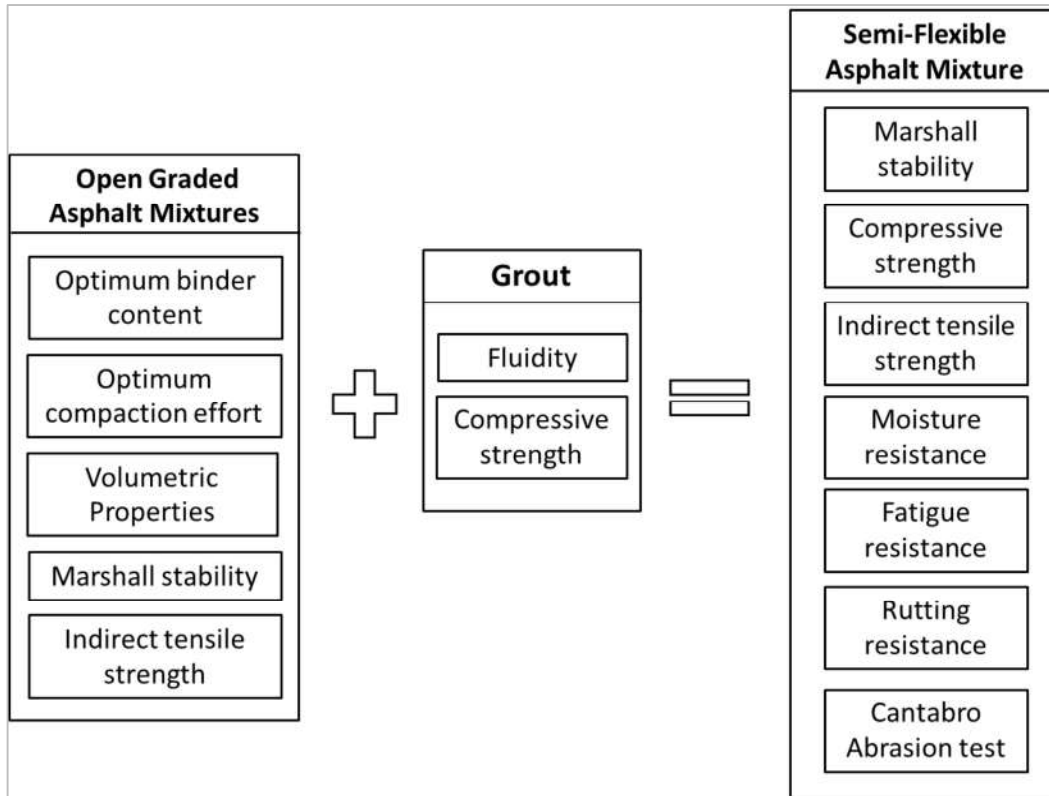 Open Graded
Asphalt Mixtures
Optimum binder
content
Optimum
compaction effort
Volumetric
Properties
Marshall stability
Indirect tensile
strength
Grout
Fluidity
Compressive
strength
Semi-Flexible
Asphalt Mixture
Marshall
stability
Compressive
strength
Indirect tensile
strength
Moisture
resistance
Fatigue
resistance
Rutting
resistance
Cantabro
Abrasion test